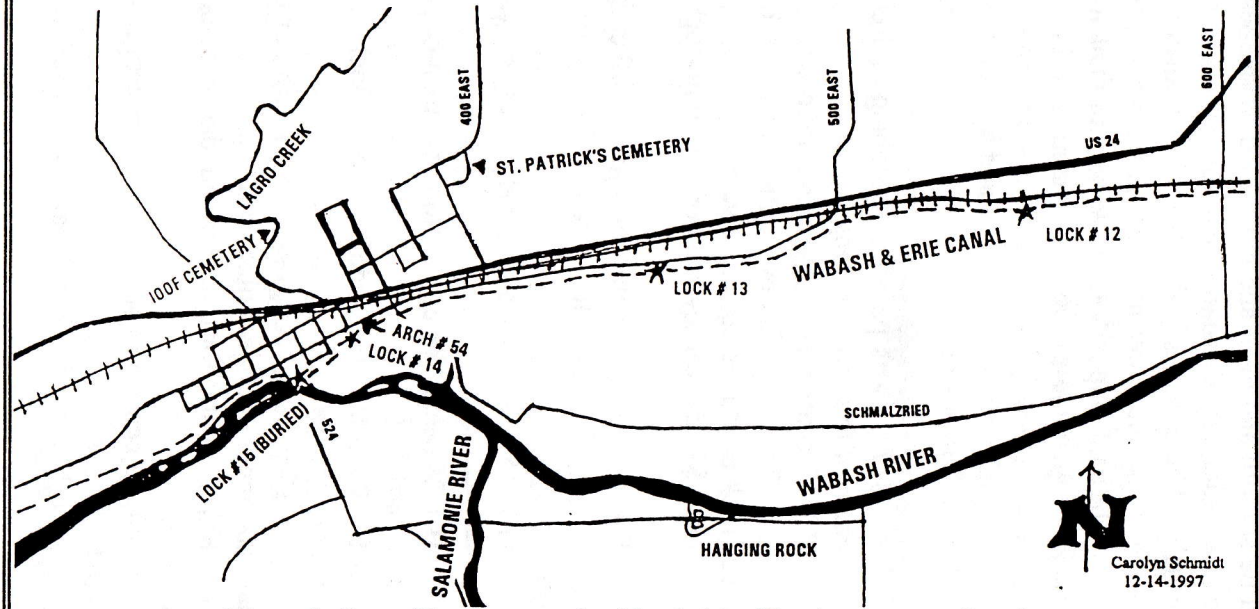 400 EAST
500 EAST
600 EAST
US 24
LAGRO CREEK
ST. PATRICK'S CEMETERY
100F CEMETERY
WABASH & ERIE CANAL
LOCK # 12
LOCK # 13
ARCH # 54
LOCK # 14
LOCK #15 (BURIED)
524
SCHMALZRIED
SALAMONIE RIVER
WABASH RIVER
HANGING ROCK
N
Carolyn Schmidt
12-14-1997